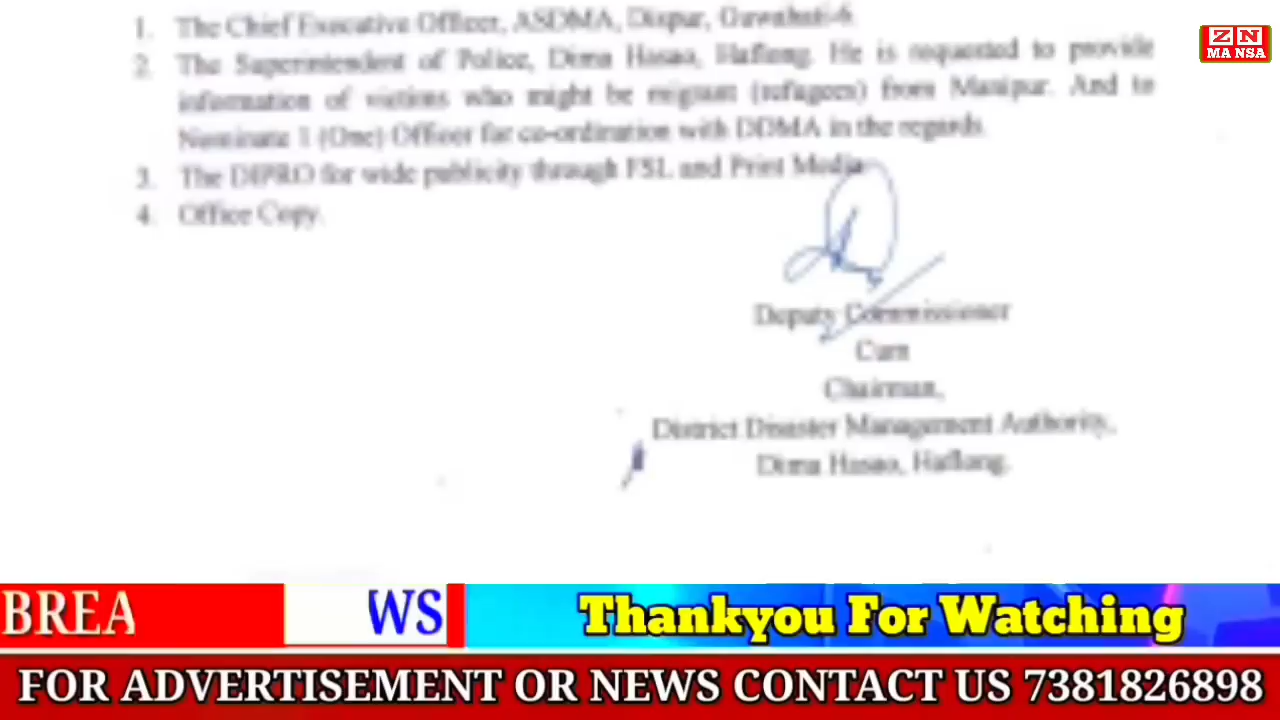 1. The Chief Executive Officer, ASDMA, Dispur, Guwahati-6.
2. The Superintendent of Police, Dima Hasao, Haflong. He is requested to provide
information of victims who might be migrant (refugees) from Manipur. And to
Nominate 1 (One) Officer for co-ordination with DDMA in the regards.
3. The DIPRO for wide publicity through FSL and Print Media
4. Office Copy.
Deputy Commissioner
Cum
Chairman,
District Disaster Management Authority,
Dima Hasao, Haflong.
ZN
MANSA
BREA WS
Thankyou For Watching
FOR ADVERTISEMENT OR NEWS CONTACT US 7381826898